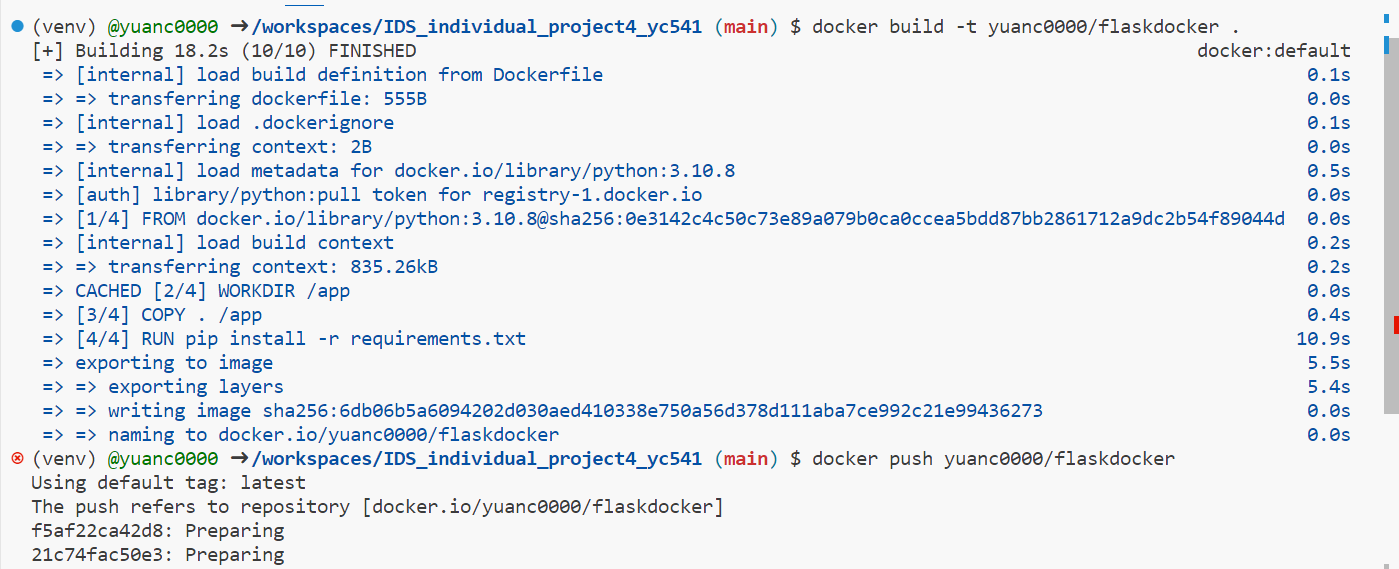 (venv) @yuanc0000 ➜/workspaces/IDS_individual_project4_yc541 (main) $ docker build -t yuanc0000/flaskdocker .
[+] Building 18.2s (10/10) FINISHED docker:default
=> [internal] load build definition from Dockerfile 0.1s
=> => transferring dockerfile: 555B 0.0s
=> [internal] load .dockerignore 0.1s
=> => transferring context: 2B 0.0s
=> [internal] load metadata for docker.io/library/python:3.10.8 0.5s
=> [auth] library/python:pull token for registry-1.docker.io 0.0s
=> [1/4] FROM docker.io/library/python:3.10.8@sha256:0e3142c4c50c73e89a079b0ca0ccea5bdd87bb2861712a9dc2b54f89044d 0.0s
=> [internal] load build context 0.2s
=> => transferring context: 835.26kB 0.2s
=> CACHED [2/4] WORKDIR /app 0.0s
=> [3/4] COPY . /app 0.4s
=> [4/4] RUN pip install -r requirements.txt 10.9s
=> exporting to image 5.5s
=> => exporting layers 5.4s
=> => writing image sha256:6db06b5a6094202d030aed410338e750a56d378d111aba7ce992c21e99436273 0.0s
=> => naming to docker.io/yuanc0000/flaskdocker 0.0s
(venv) @yuanc0000 ➜/workspaces/IDS_individual_project4_yc541 (main) $ docker push yuanc0000/flaskdocker
Using default tag: latest
The push refers to repository [docker.io/yuanc0000/flaskdocker]
f5af22ca42d8: Preparing
21c74fac50e3: Preparing